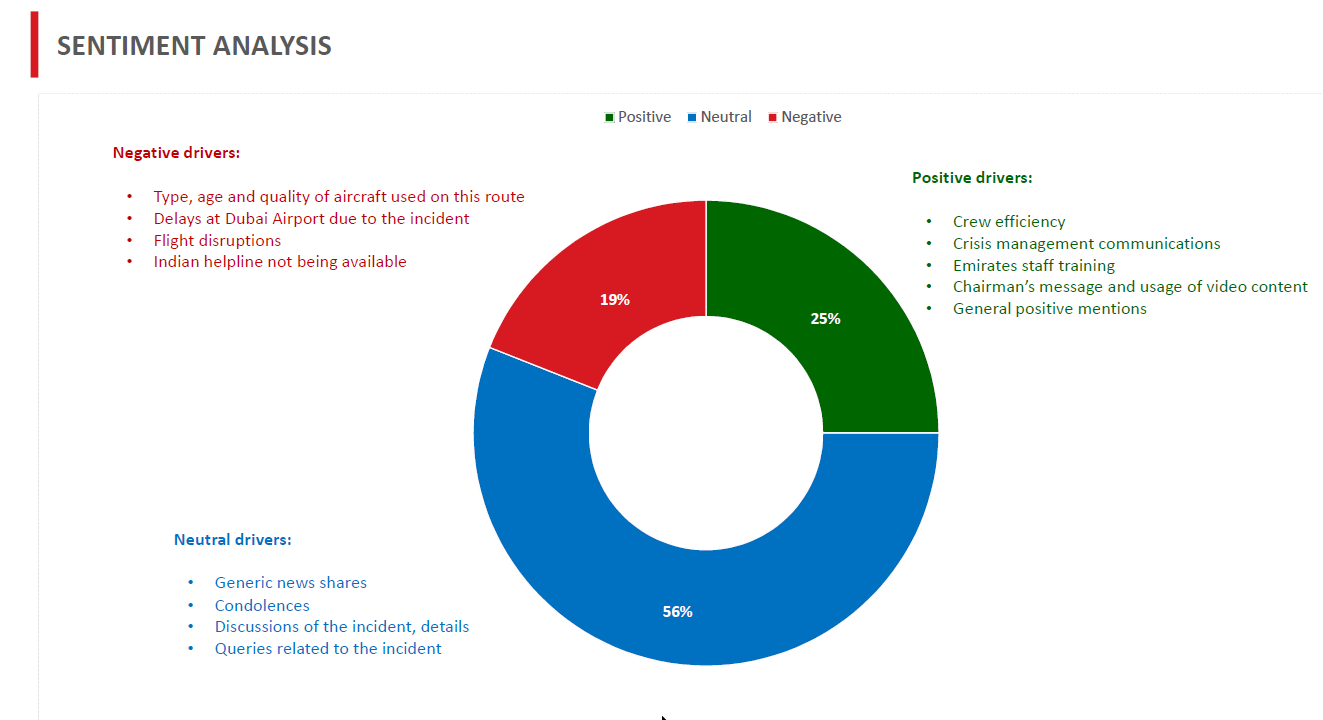 SENTIMENT ANALYSIS
Positive Neutral Negative
Negative drivers:
• Type, age and quality of aircraft used on this route
• Delays at Dubai Airport due to the incident
• Flight disruptions
• Indian helpline not being available
Positive drivers:
• Crew efficiency
• Crisis management communications
• Emirates staff training
• Chairman’s message and usage of video content
• General positive mentions
19%
25%
56%
Neutral drivers:
• Generic news shares
• Condolences
• Discussions of the incident, details
• Queries related to the incident